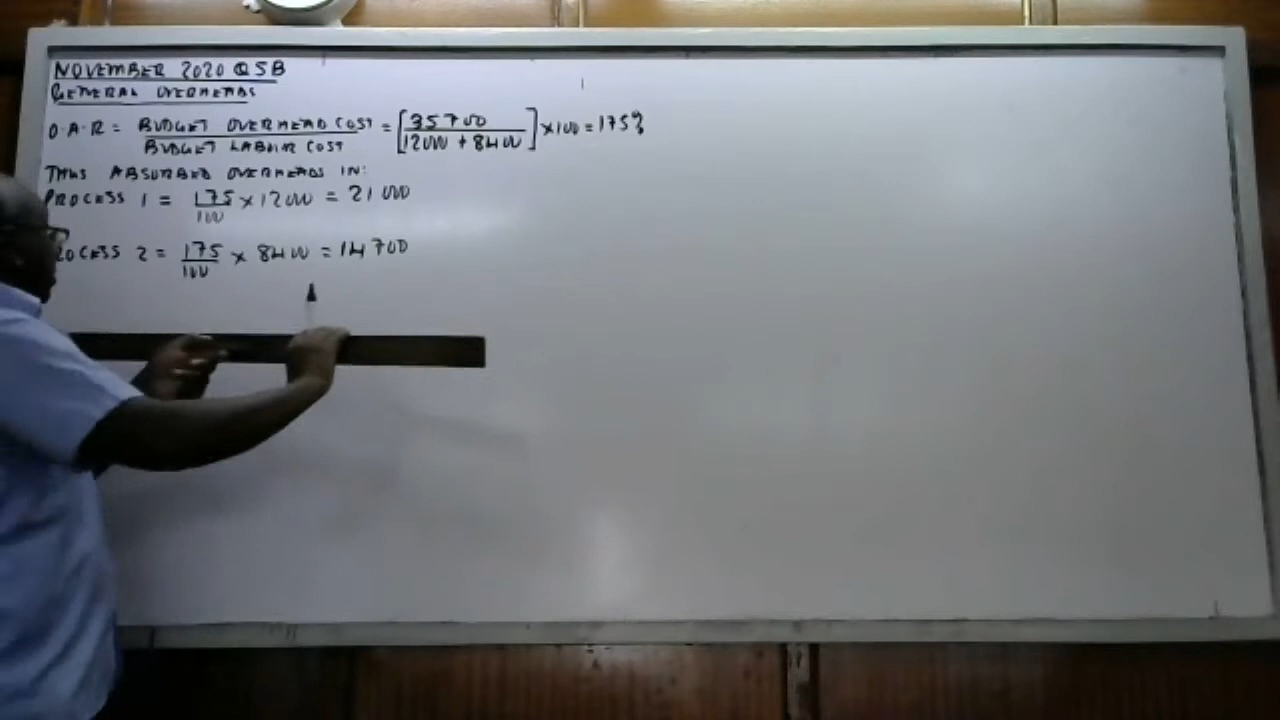 NOVEMBER 2020 Q5B
GENERAL OVERHEADS
O.A.R = BUDGET OVERHEAD COST / BUDGET LABOUR COST = [35700 / 12000 + 8400] × 100 = 175%
THUS ABSORBED OVERHEADS IN:
PROCESS 1 = 175/100 × 12000 = 21000
ROCESS 2 = 175/100 × 8400 = 14700